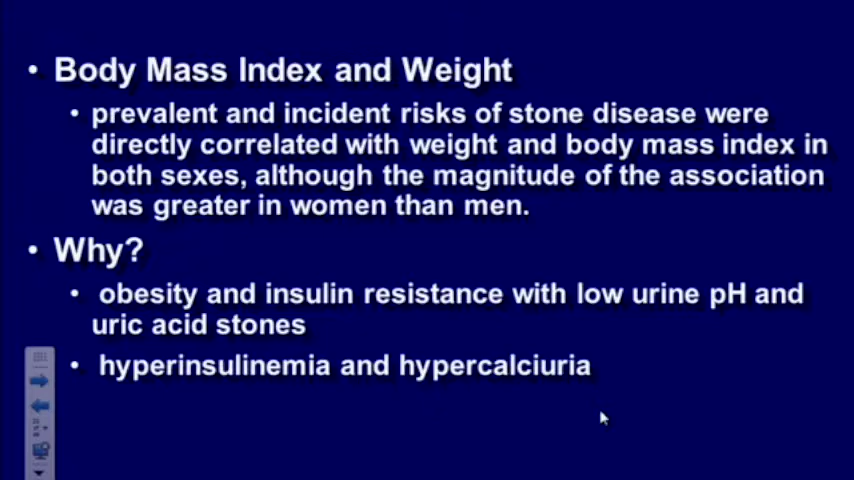 • Body Mass Index and Weight
• prevalent and incident risks of stone disease were
directly correlated with weight and body mass index in
both sexes, although the magnitude of the association
was greater in women than men.
• Why?
• obesity and insulin resistance with low urine pH and
uric acid stones
• hyperinsulinemia and hypercalciuria